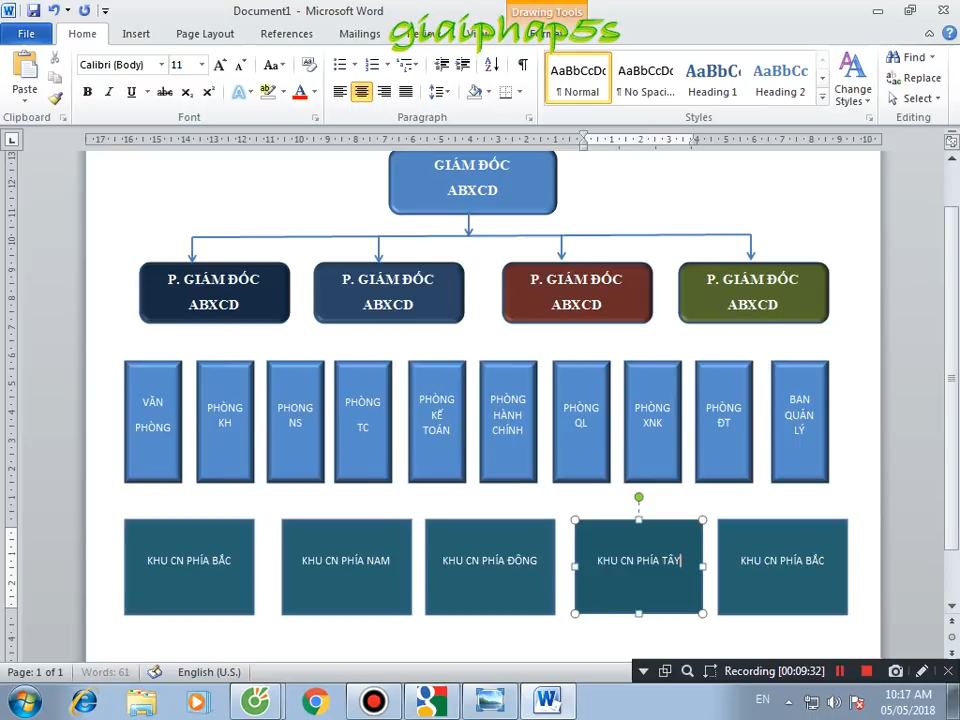 Document1 - Microsoft Word
Drawing Tools
giaiphap5s
File
Home
Insert
Page Layout
References
Mailings
Calibri (Body)
11
Paste
Clipboard
Font
Paragraph
AaBbCcDc
¶ Normal
AaBbCcDc
¶ No Spaci...
AaBbCc
Heading 1
AaBbCc
Heading 2
Change
Styles
Styles
Find
Replace
Select
Editing
GIÁM ĐỐC
ABXCD
P. GIÁM ĐỐC
ABXCD
P. GIÁM ĐỐC
ABXCD
P. GIÁM ĐỐC
ABXCD
P. GIÁM ĐỐC
ABXCD
VĂN
PHÒNG
PHÒNG
KH
PHONG
NS
PHÒNG
TC
PHÒNG
KẾ
TOÁN
PHÒNG
HÀNH
CHÍNH
PHÒNG
QL
PHÒNG
XNK
PHÒNG
ĐT
BAN
QUẢN
LÝ
KHU CN PHÍA BẮC
KHU CN PHÍA NAM
KHU CN PHÍA ĐÔNG
KHU CN PHÍA TÂY
KHU CN PHÍA BẮC
Page: 1 of 1
Words: 61
English (U.S.)
Recording [00:09:32]
EN
10:17 AM
05/05/2018